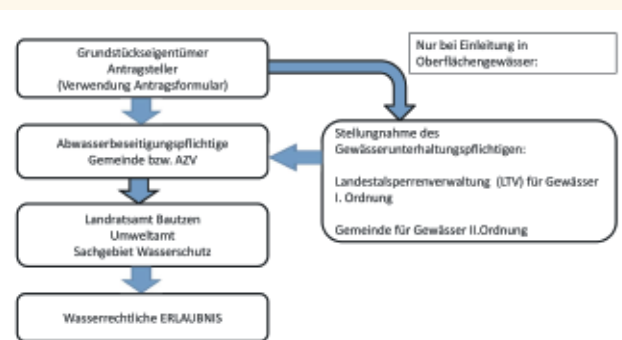 Grundstückseigentümer
Antragsteller
(Verwendung Antragsformular)
Nur bei Einleitung in
Oberflächengewässer:
Abwasserbeseitigungspflichtige
Gemeinde bzw. AZV
Stellungnahme des
Gewässerunterhaltungspflichtigen:
Landestalsperrenverwaltung (LTV) für Gewässer
I. Ordnung
Gemeinde für Gewässer II.Ordnung
Landratsamt Bautzen
Umweltamt
Sachgebiet Wasserschutz
Wasserrechtliche ERLAUBNIS